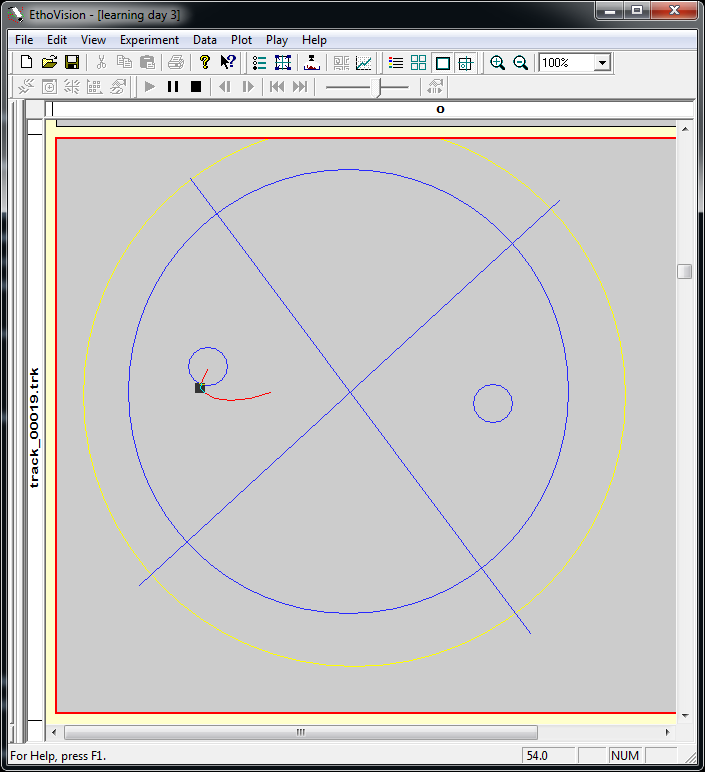 EthoVision - [learning day 3]
File Edit View Experiment Data Plot Play Help
100%
O
track_00019.trk
For Help, press F1.
54.0
NUM